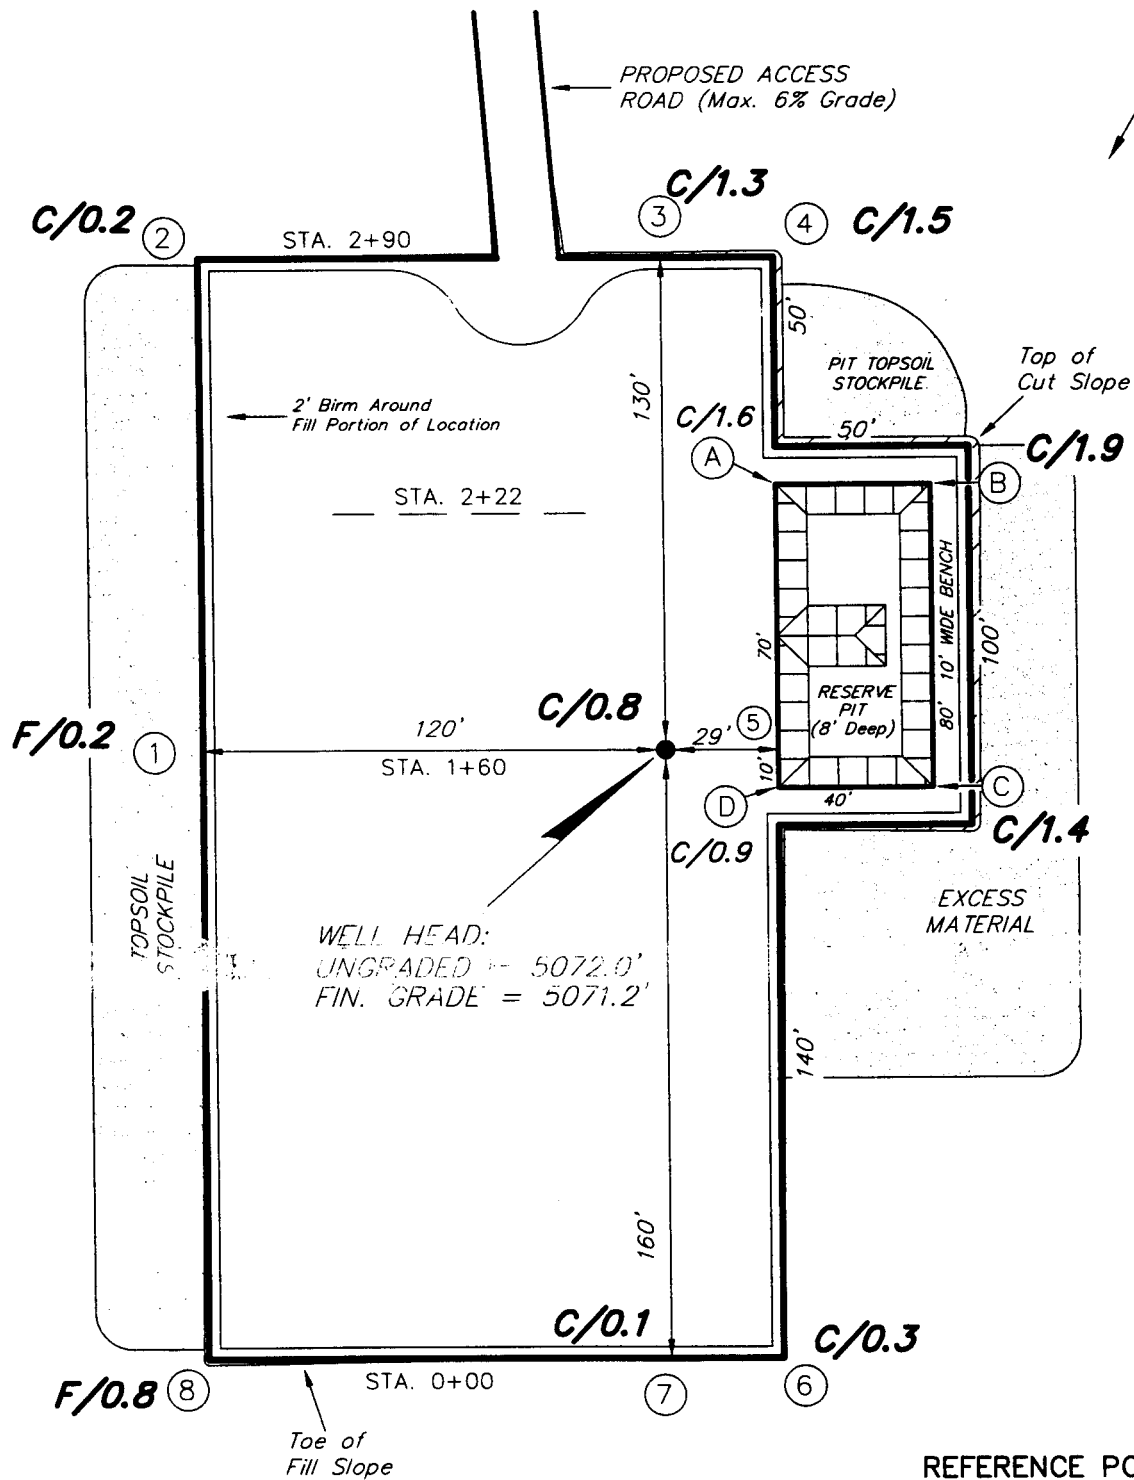 PROPOSED ACCESS
ROAD (Max. 6% Grade)
C/1.3
C/0.2
2
3
4
C/1.5
STA. 2+90
50'
PIT TOPSOIL
STOCKPILE
Top of
Cut Slope
2' Birm Around
Fill Portion of Location
130'
C/1.6
50'
C/1.9
A
B
STA. 2+22
10' WIDE BENCH
100'
70'
RESERVE
PIT
(8' Deep)
80'
C/0.8
F/0.2
1
120'
STA. 1+60
29'
5
10'
D
40'
C
C/0.9
C/1.4
TOPSOIL
STOCKPILE
EXCESS
MATERIAL
WELL HEAD:
UNGRADED = 5072.0'
FIN. GRADE = 5071.2'
140'
160'
C/0.1
C/0.3
F/0.8
8
STA. 0+00
7
6
Toe of
Fill Slope
REFERENCE